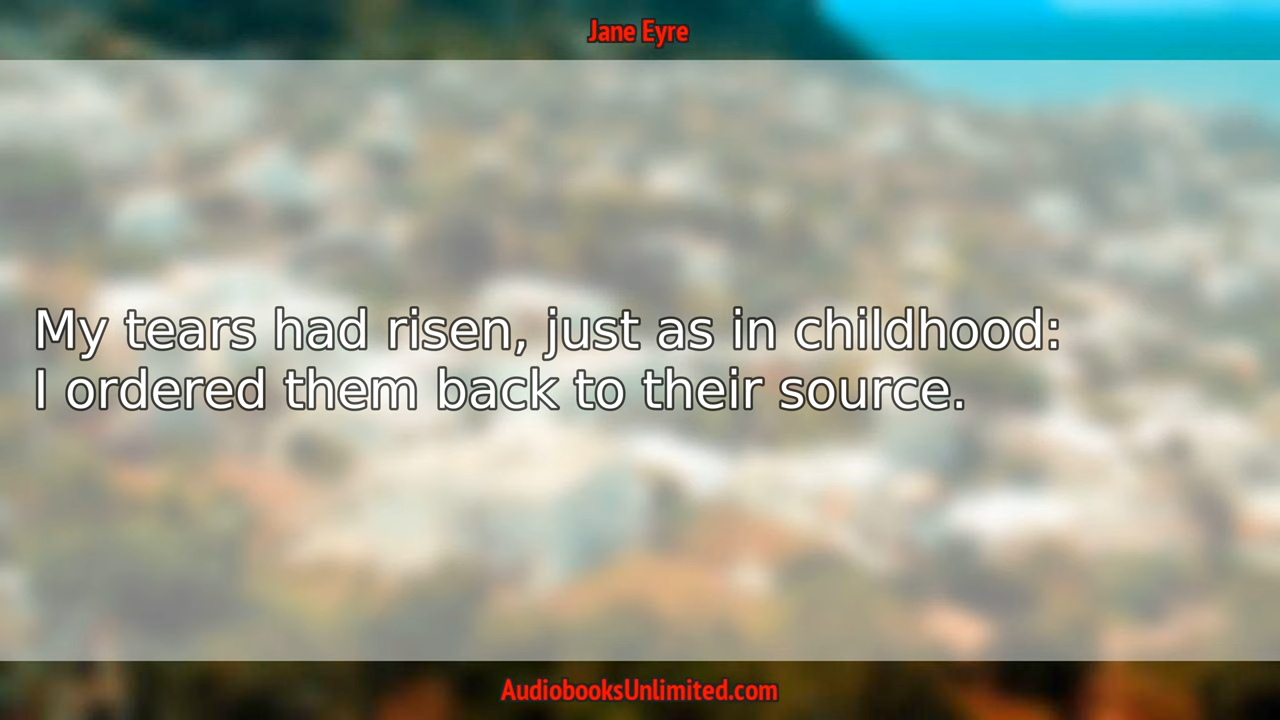 Jane Eyre
My tears had risen, just as in childhood:
I ordered them back to their source.
AudiobooksUnlimited.com